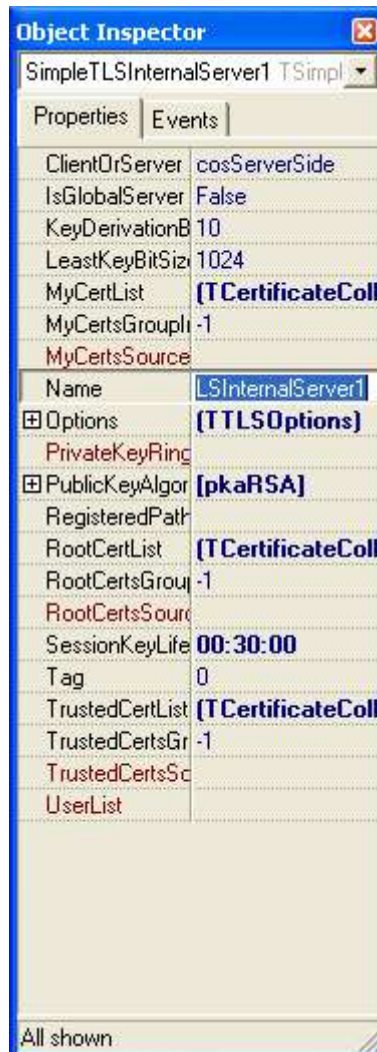 Object Inspector
SimpleTLSInternalServer1 TSimpl
Properties Events
ClientOrServer cosServerSide
IsGlobalServer False
KeyDerivationB 10
LeastKeyBitSiz 1024
MyCertList (TCertificateColl
MyCertsGroupI -1
MyCertsSource
Name LSInternalServer1
Options (TTLSOptions)
PrivateKeyRing
PublicKeyAlgor [pkaRSA]
RegisteredPath
RootCertList (TCertificateColl
RootCertsGrou -1
RootCertsSourc
SessionKeyLife 00:30:00
Tag 0
TrustedCertList (TCertificateColl
TrustedCertsGr -1
TrustedCertsSc
UserList
All shown